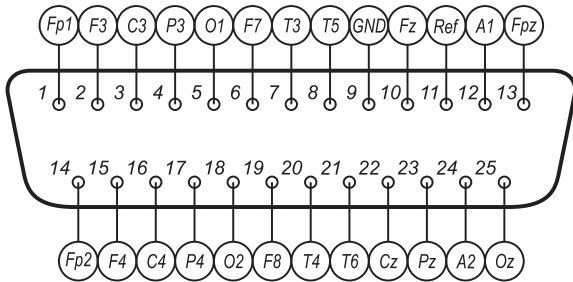 Fp1 F3 C3 P3 O1 F7 T3 T5 GND Fz Ref A1 Fpz
1 2 3 4 5 6 7 8 9 10 11 12 13
14 15 16 17 18 19 20 21 22 23 24 25
Fp2 F4 C4 P4 O2 F8 T4 T6 Cz Pz A2 Oz